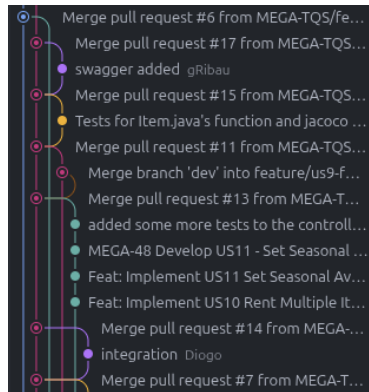 Merge pull request #6 from MEGA-TQS/fe...
Merge pull request #17 from MEGA-TQS...
swagger added gRibau
Merge pull request #15 from MEGA-TQS...
Tests for Item.java's function and jacoco ...
Merge pull request #11 from MEGA-TQS...
Merge branch 'dev' into feature/us9-f...
Merge pull request #13 from MEGA-T...
added some more tests to the controll...
MEGA-48 Develop US11 - Set Seasonal ...
Feat: Implement US11 Set Seasonal Av...
Feat: Implement US10 Rent Multiple It...
Merge pull request #14 from MEGA-...
integration Diogo
Merge pull request #7 from MEGA-T...